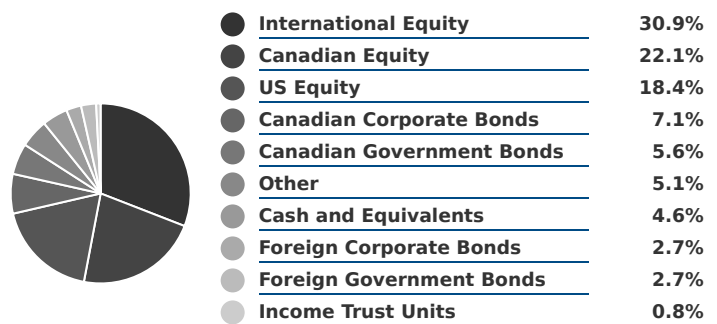 International Equity 30.9%
Canadian Equity 22.1%
US Equity 18.4%
Canadian Corporate Bonds 7.1%
Canadian Government Bonds 5.6%
Other 5.1%
Cash and Equivalents 4.6%
Foreign Corporate Bonds 2.7%
Foreign Government Bonds 2.7%
Income Trust Units 0.8%